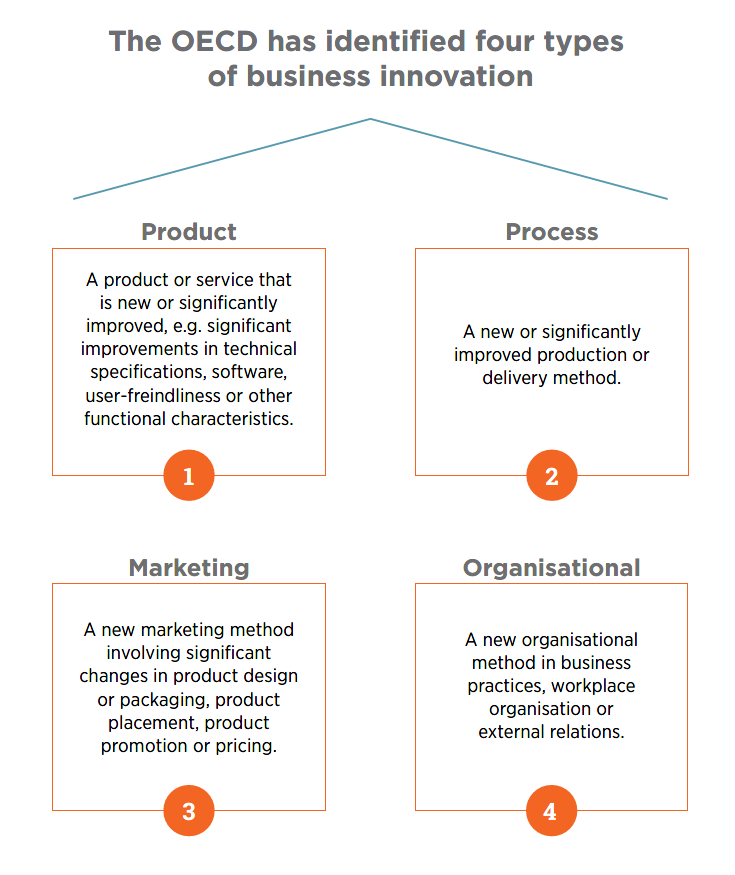 The OECD has identified four types
of business innovation
Product
A product or service that
is new or significantly
improved, e.g. significant
improvements in technical
specifications, software,
user-freindliness or other
functional characteristics.
1
Process
A new or significantly
improved production or
delivery method.
2
Marketing
A new marketing method
involving significant
changes in product design
or packaging, product
placement, product
promotion or pricing.
3
Organisational
A new organisational
method in business
practices, workplace
organisation or
external relations.
4